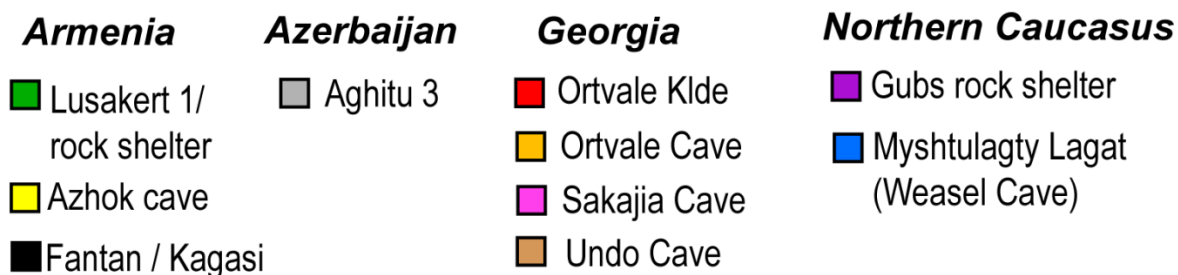 Armenia
Lusakert 1/
rock shelter
Azhok cave
Fantan / Kagasi
Azerbaijan
Aghitu 3
Georgia
Ortvale Klde
Ortvale Cave
Sakajia Cave
Undo Cave
Northern Caucasus
Gubs rock shelter
Myshtulagty Lagat
(Weasel Cave)